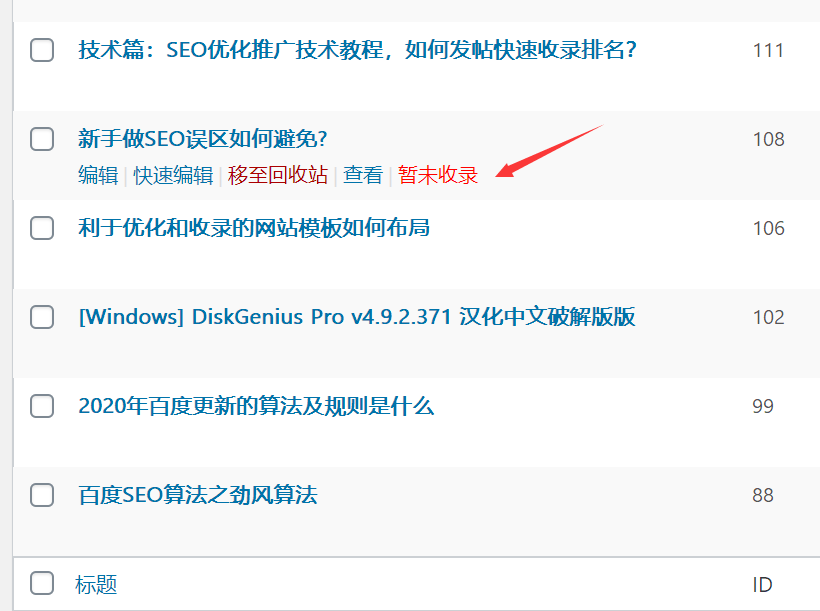 技术篇：SEO优化推广技术教程，如何发帖快速收录排名？ 111
新手做SEO误区如何避免？ 108
编辑 | 快速编辑 | 移至回收站 | 查看 | 暂未收录
利于优化和收录的网站模板如何布局 106
[Windows] DiskGenius Pro v4.9.2.371 汉化中文破解版版 102
2020年百度更新的算法及规则是什么 99
百度SEO算法之劲风算法 88
标题 ID